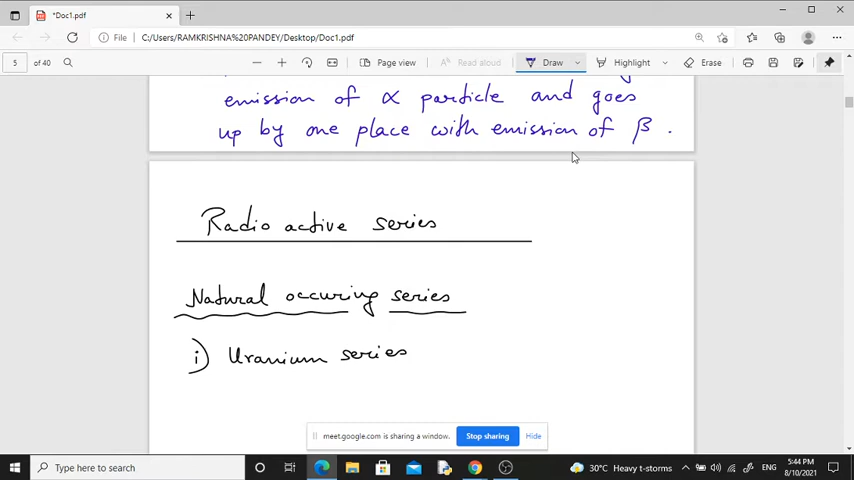 *Doc1.pdf
File C:/Users/RAMKRISHNA%20PANDEY/Desktop/Doc1.pdf
5 of 40 Page view Read aloud Draw Highlight Erase
emission of α particle and goes
up by one place with emission of β .
Radio active series
Natural occuring series
i) Uranium series
meet.google.com is sharing a window. Stop sharing Hide
Type here to search 30°C Heavy t-storms ENG 5:44 PM
8/10/2021